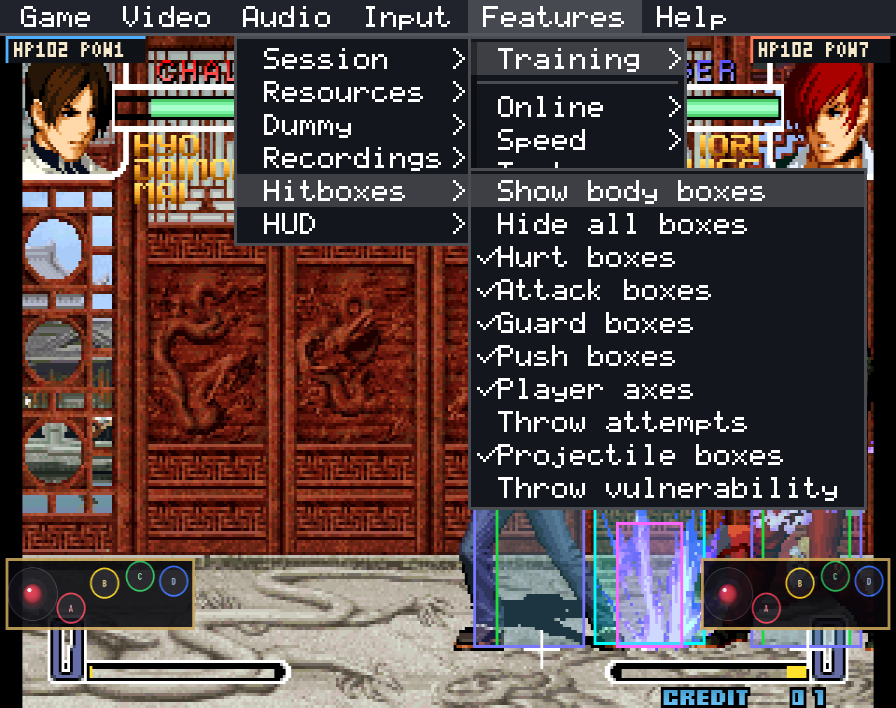 Game Video Audio Input Features Help
HP102 POW1
HP102 POW7
Session >
Resources >
Dummy >
Recordings >
Hitboxes >
HUD >
Training >
Online >
Speed >
Show body boxes
Hide all boxes
✓Hurt boxes
✓Attack boxes
✓Guard boxes
✓Push boxes
✓Player axes
Throw attempts
✓Projectile boxes
Throw vulnerability
MAI
A B C D
A B C D
CREDIT 01